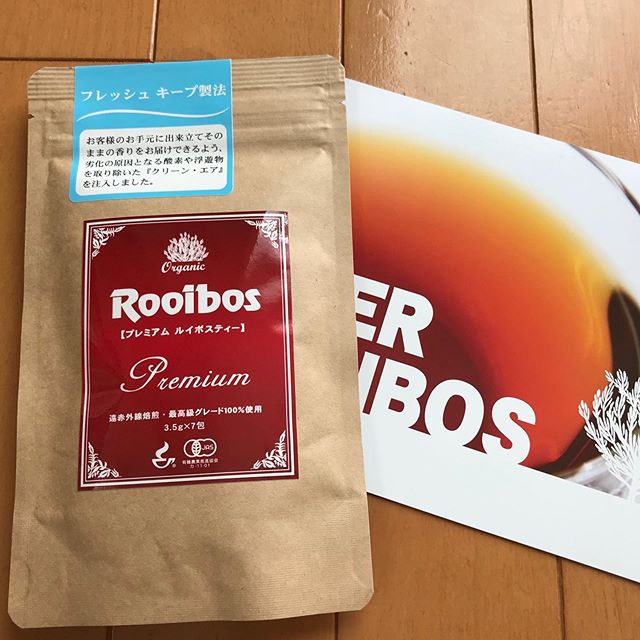 フレッシュ キープ製法
お客様のお手元に出来立てその
ままの香りをお届けできるよう、
劣化の原因となる酸素や浮遊物
を取り除いた『クリーン・エア』
を注入しました。
Organic
Rooibos
【プレミアム ルイボスティー】
Premium
遠赤外線焙煎・最高級グレード100%使用
3.5g×7包
JAS
ER
IBOS